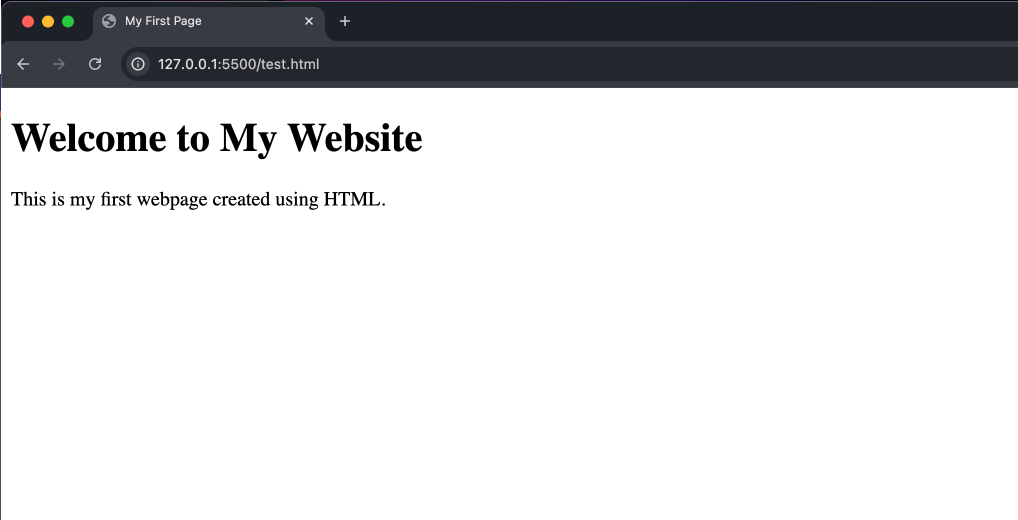 My First Page
127.0.0.1:5500/test.html
Welcome to My Website
This is my first webpage created using HTML.